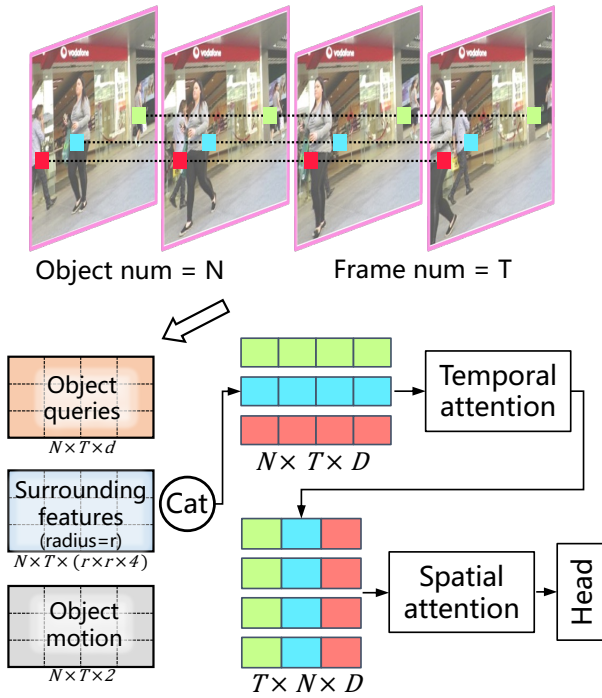 vodafone
vodafone
vodafone
vodafone
Object num = N
Frame num = T
Object
queries
N×T×d
Surrounding
features
(radius=r)
N×T×(r×r×4)
Object
motion
N×T×2
Cat
N× T× D
Temporal
attention
T× N× D
Spatial
attention
Head